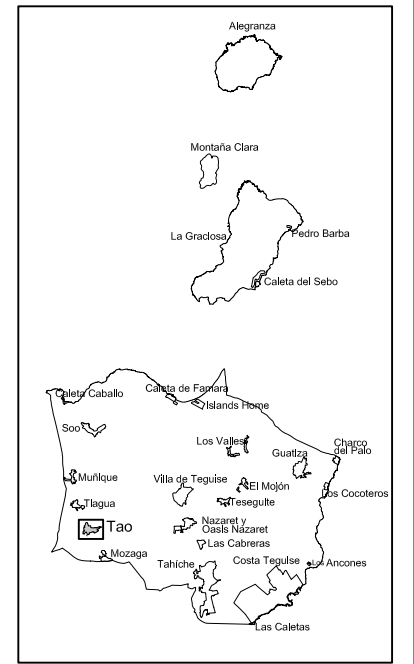 Alegranza
Montaña Clara
La Graciosa
Pedro Barba
Caleta del Sebo
Caleta Caballo
Caleta de Famara
Islands Home
Soo
Los Valles
Guatiza
Charco
del Palo
Muñique
Villa de Teguise
El Mojón
Los Cocoteros
Tiagua
Teseguite
Tao
Nazaret y
Oasis Nazaret
Mozaga
Las Cabreras
Tahíche
Costa Teguise
Los Ancones
Las Caletas